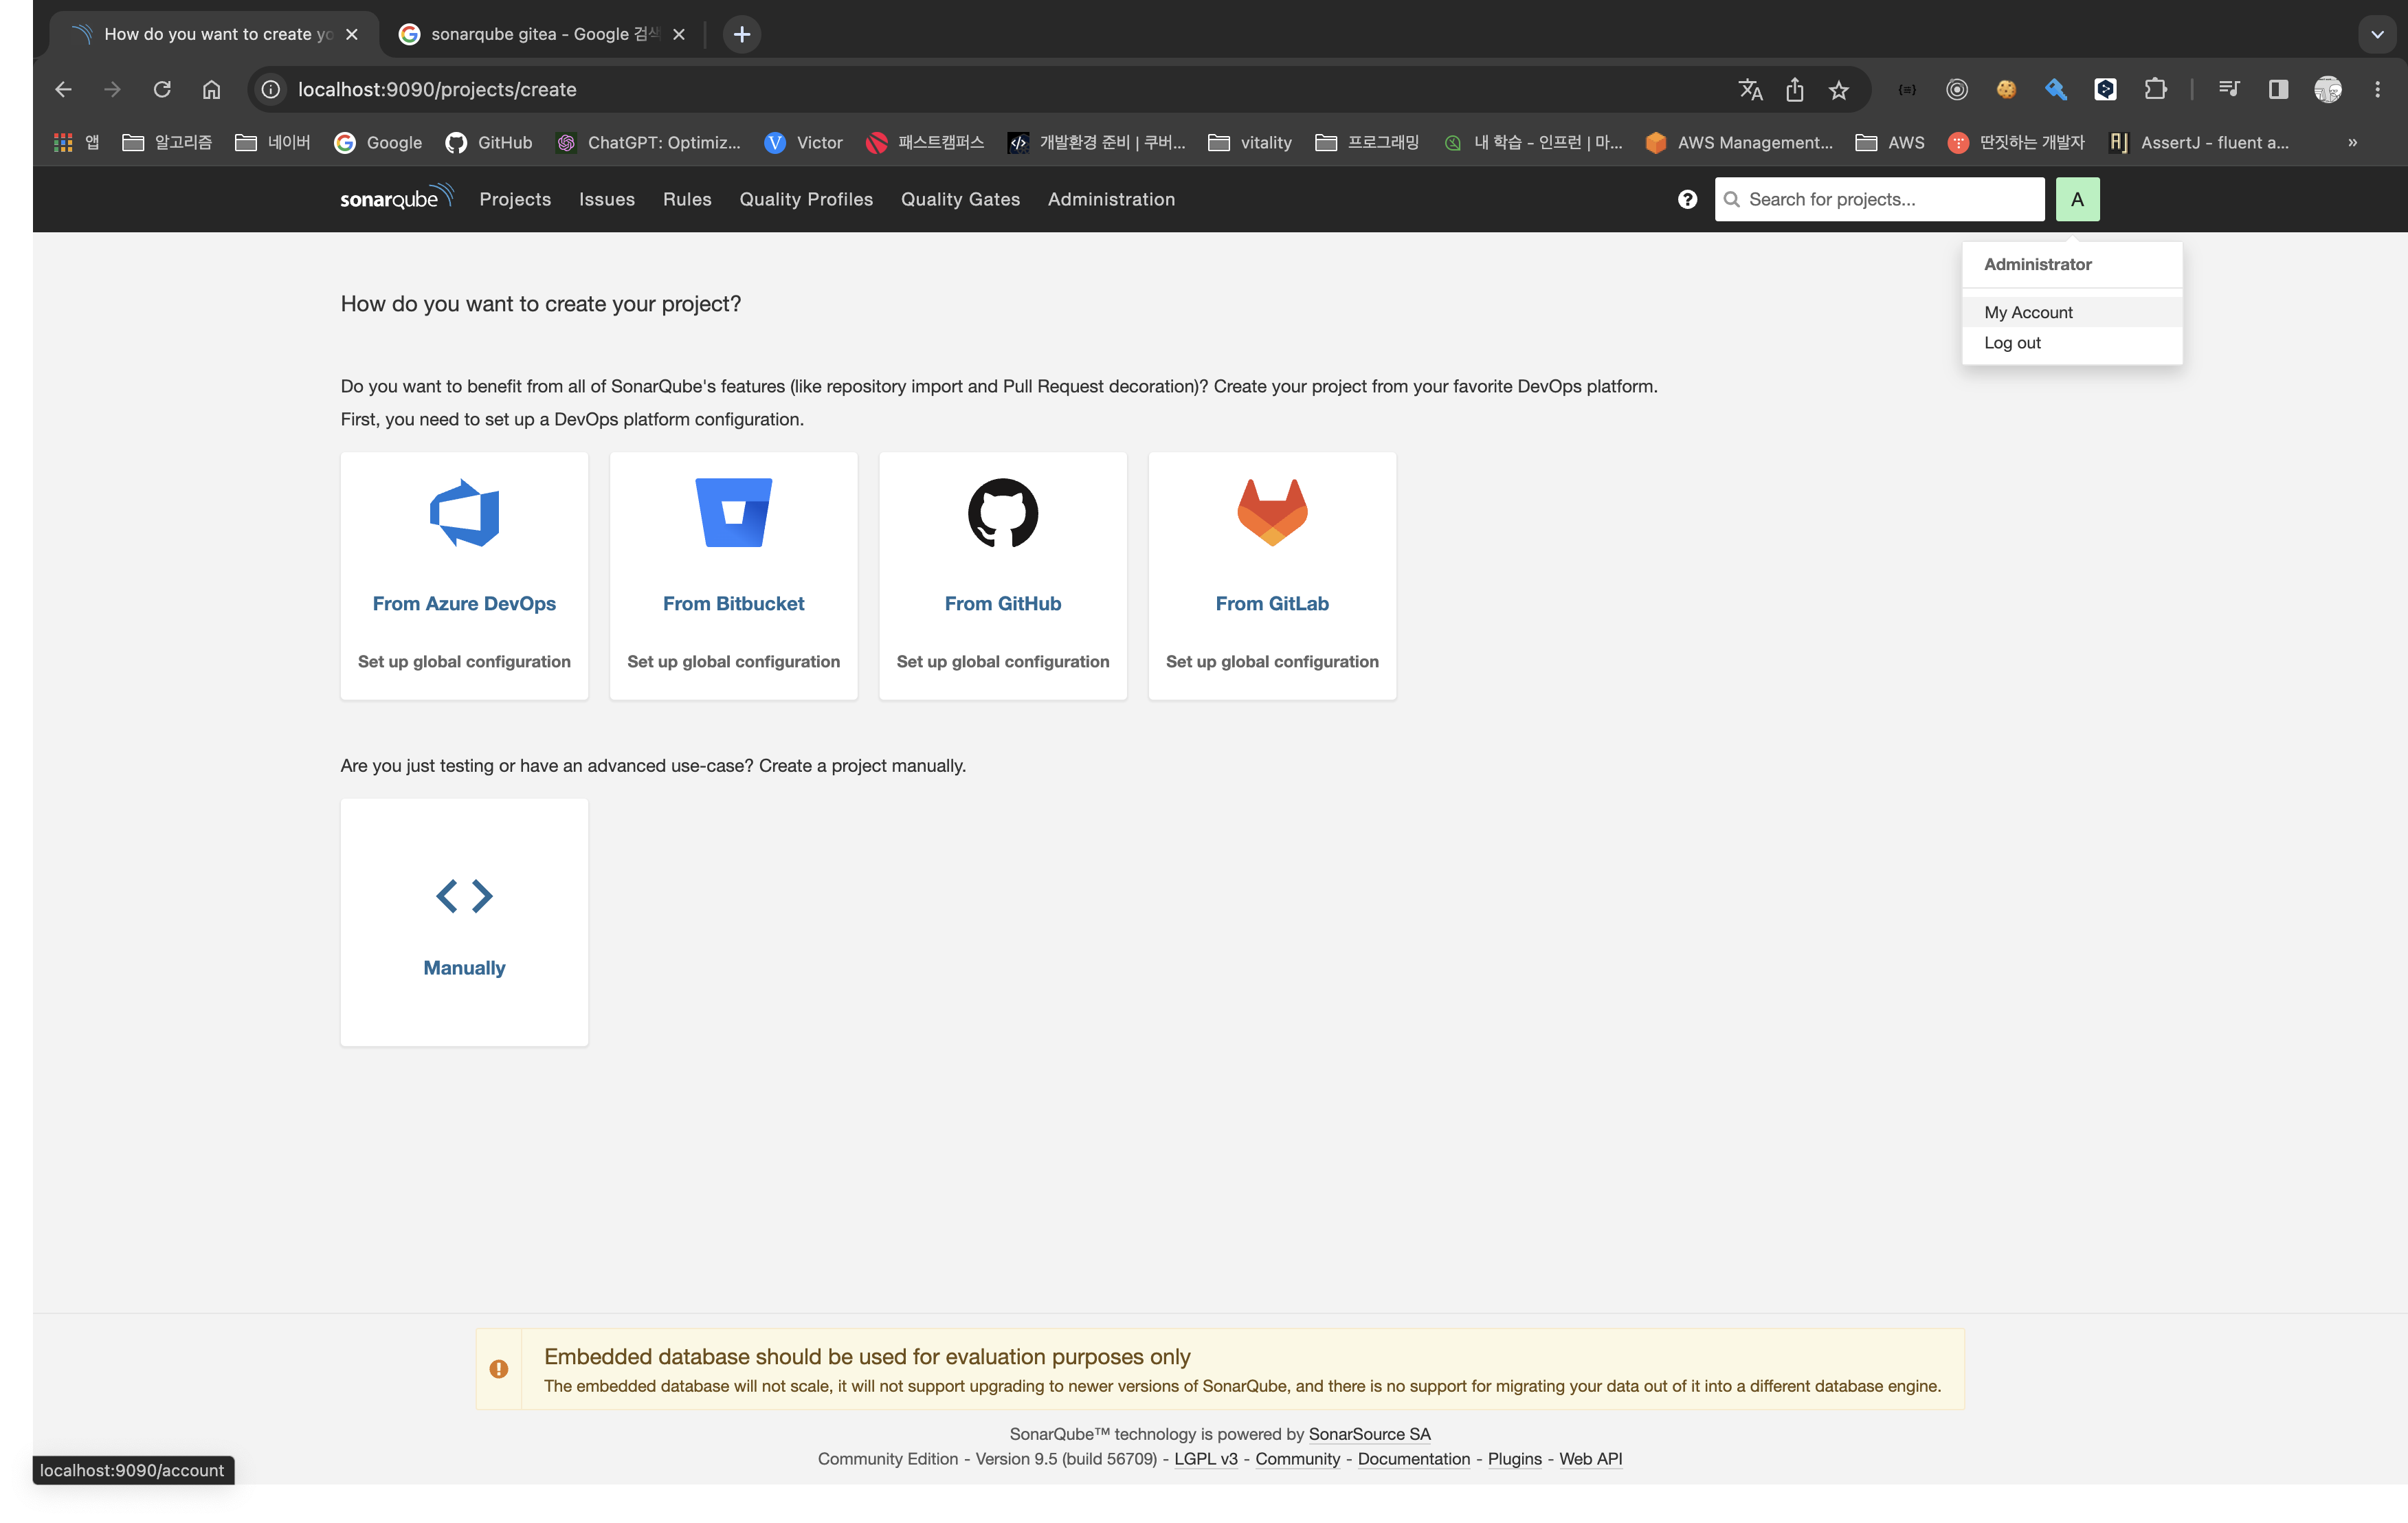 How do you want to create yo
sonarqube gitea - Google 검색
localhost:9090/projects/create
앱 알고리즘 네이버 Google GitHub ChatGPT: Optimiz... Victor 패스트캠퍼스 개발환경 준비 | 쿠버... vitality 프로그래밍 내 학습 - 인프런 | 마... AWS Management... AWS 딴짓하는 개발자 AssertJ - fluent a... »
sonarqube Projects Issues Rules Quality Profiles Quality Gates Administration ? Search for projects... A
Administrator
My Account
Log out
How do you want to create your project?
Do you want to benefit from all of SonarQube's features (like repository import and Pull Request decoration)? Create your project from your favorite DevOps platform.
First, you need to set up a DevOps platform configuration.
From Azure DevOps From Bitbucket From GitHub From GitLab
Set up global configuration Set up global configuration Set up global configuration Set up global configuration
Are you just testing or have an advanced use-case? Create a project manually.
Manually
Embedded database should be used for evaluation purposes only
The embedded database will not scale, it will not support upgrading to newer versions of SonarQube, and there is no support for migrating your data out of it into a different database engine.
SonarQube™ technology is powered by SonarSource SA
Community Edition - Version 9.5 (build 56709) - LGPL v3 - Community - Documentation - Plugins - Web API
localhost:9090/account